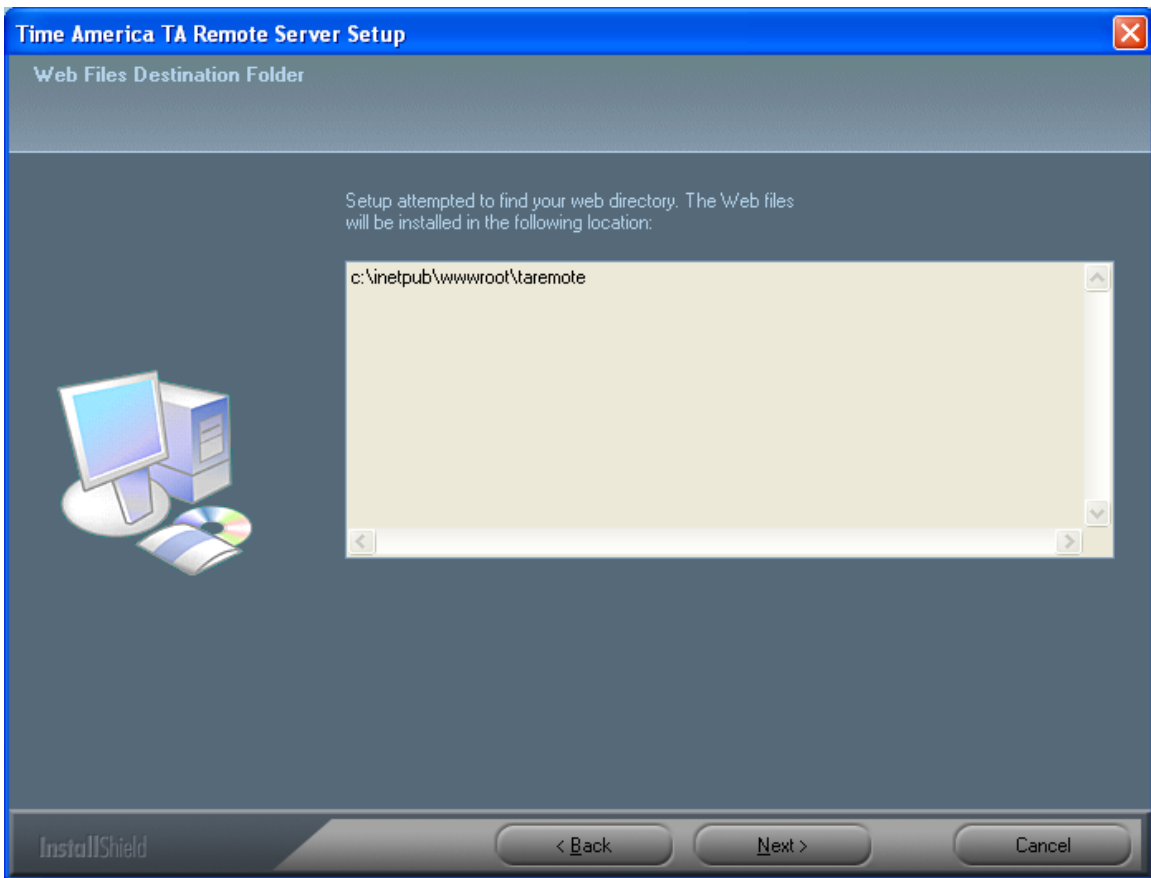 Time America TA Remote Server Setup
Web Files Destination Folder
Setup attempted to find your web directory. The Web files
will be installed in the following location:
c:\inetpub\wwwroot\taremote
InstallShield
< Back
Next >
Cancel